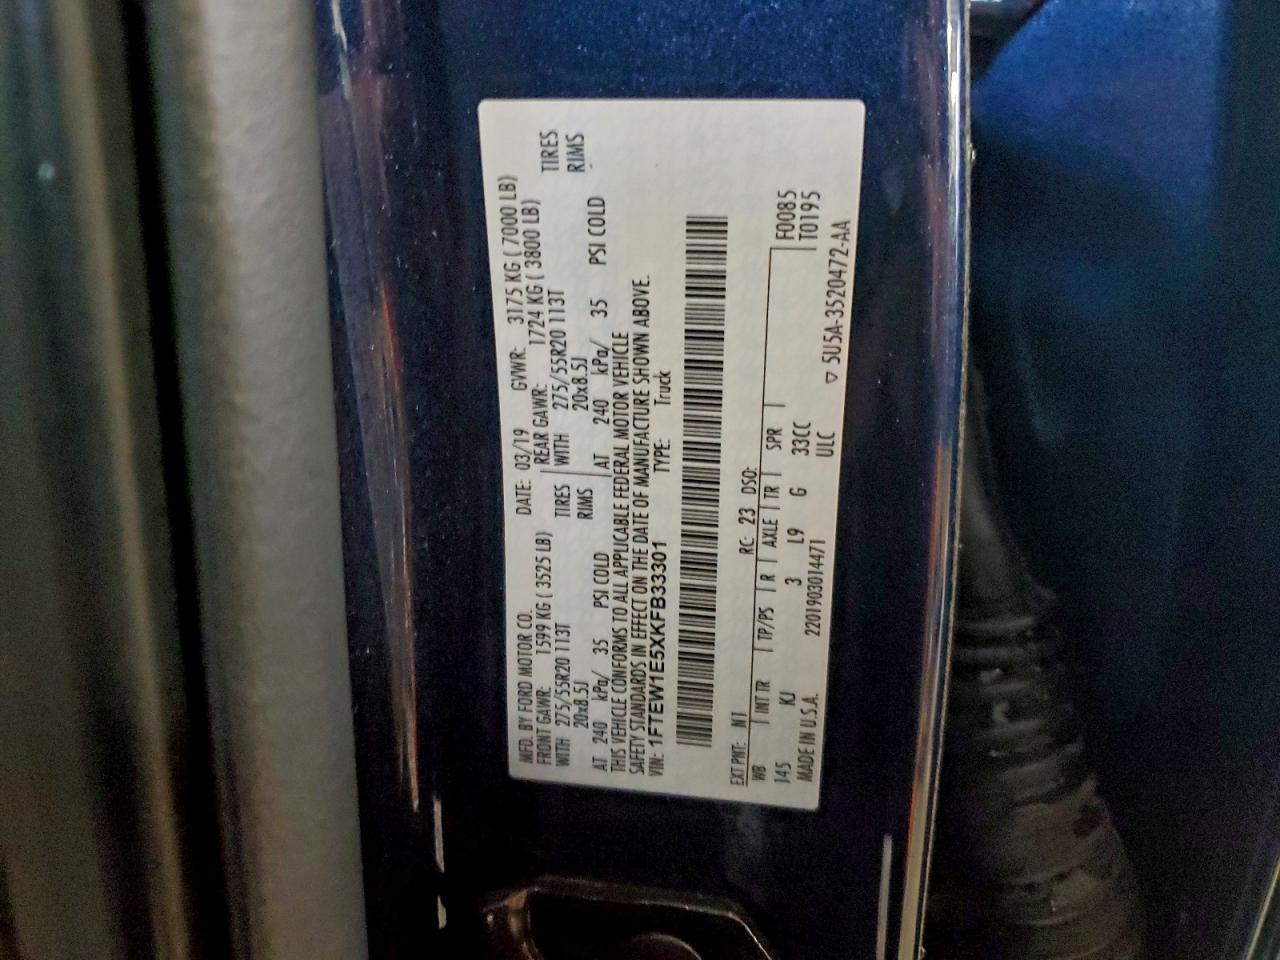 MFD. BY FORD MOTOR CO. DATE: 03/19 GVWR: 3175 KG ( 7000 LB)
FRONT GAWR: 1599 KG ( 3525 LB) REAR GAWR: 1724 KG ( 3800 LB)
WITH 275/55R20 113T TIRES WITH 275/55R20 113T TIRES
20x8.5J RIMS 20x8.5J RIMS
AT 240 kPa/ 35 PSI COLD AT 240 kPa/ 35 PSI COLD
THIS VEHICLE CONFORMS TO ALL APPLICABLE FEDERAL MOTOR VEHICLE
SAFETY STANDARDS IN EFFECT ON THE DATE OF MANUFACTURE SHOWN ABOVE.
VIN: 1FTEW1E5XKFB33301 TYPE: Truck
EXT PNT: N1 RC: 23 DSO: F0085
WB INT TR TP/PS R AXLE TR SPR T0195
145 KJ 3 L9 G 33CC
MADE IN U.S.A. 2201903014471 ULC ▽ 5U5A-3520472-AA